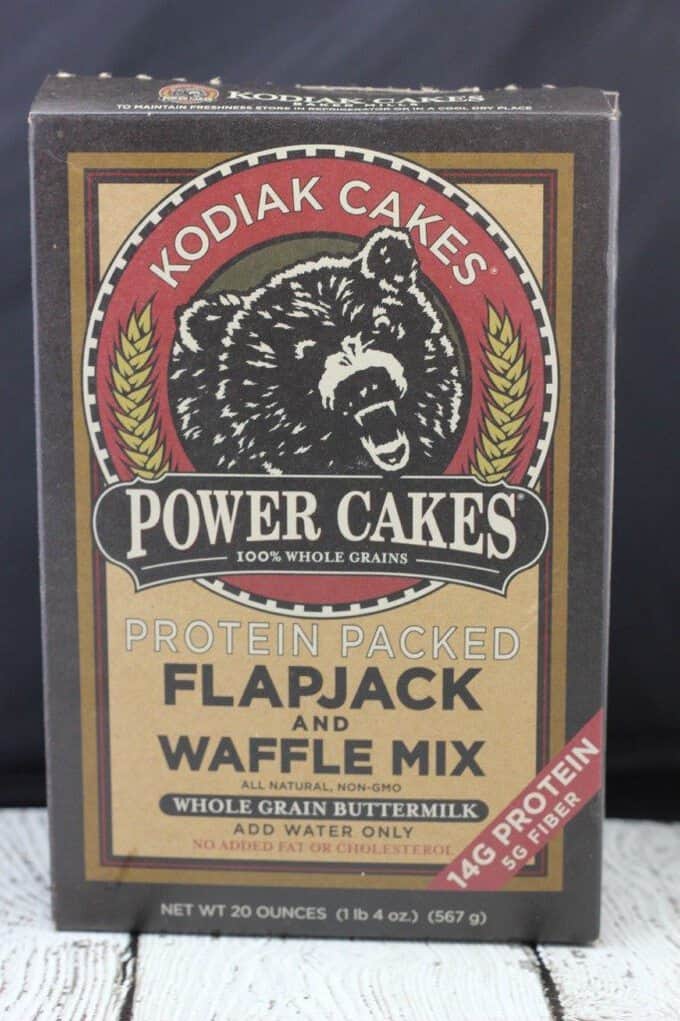 KODIAK CAKES
BAKER MILLS
TO MAINTAIN FRESHNESS STORE IN REFRIGERATOR OR IN A COOL DRY PLACE
KODIAK CAKES®
POWER CAKES®
100% WHOLE GRAINS
PROTEIN PACKED
FLAPJACK
AND
WAFFLE MIX
ALL NATURAL, NON-GMO
WHOLE GRAIN BUTTERMILK
ADD WATER ONLY
NO ADDED FAT OR CHOLESTEROL
14G PROTEIN
5G FIBER
NET WT 20 OUNCES (1 lb 4 oz.) (567 g)